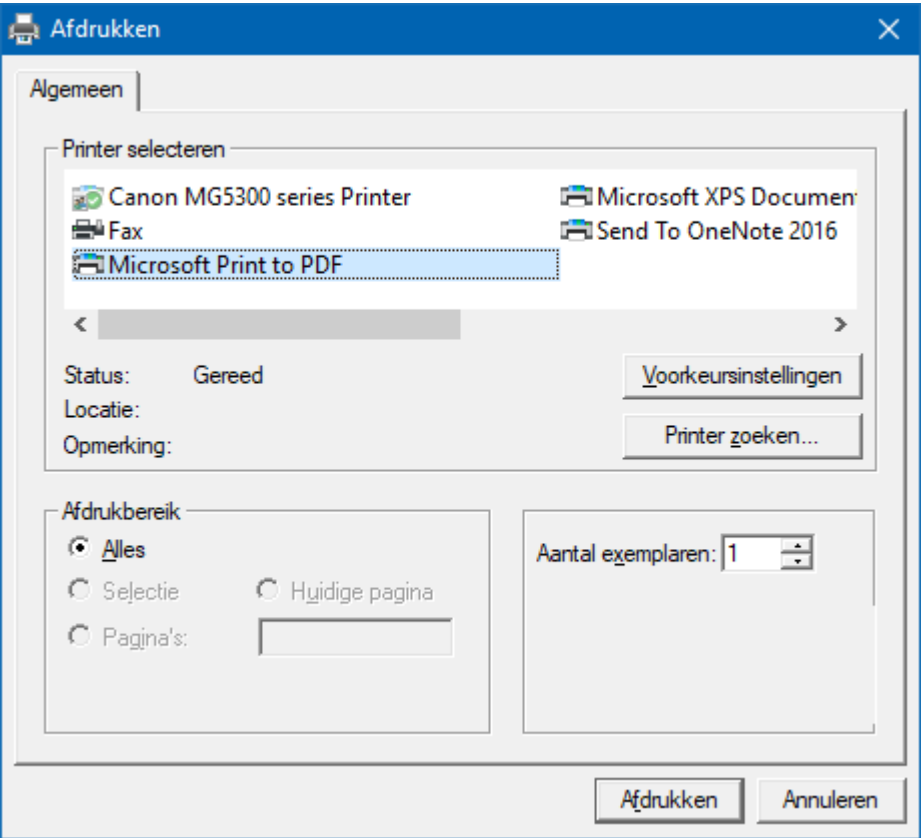 Afdrukken
Algemeen
Printer selecteren
Canon MG5300 series Printer
Microsoft XPS Documen
Fax
Send To OneNote 2016
Microsoft Print to PDF
Status: Gereed
Voorkeursinstellingen
Locatie:
Printer zoeken...
Opmerking:
Afdrukbereik
Alles
Selectie
Huidige pagina
Pagina's:
Aantal exemplaren: 1
Afdrukken
Annuleren